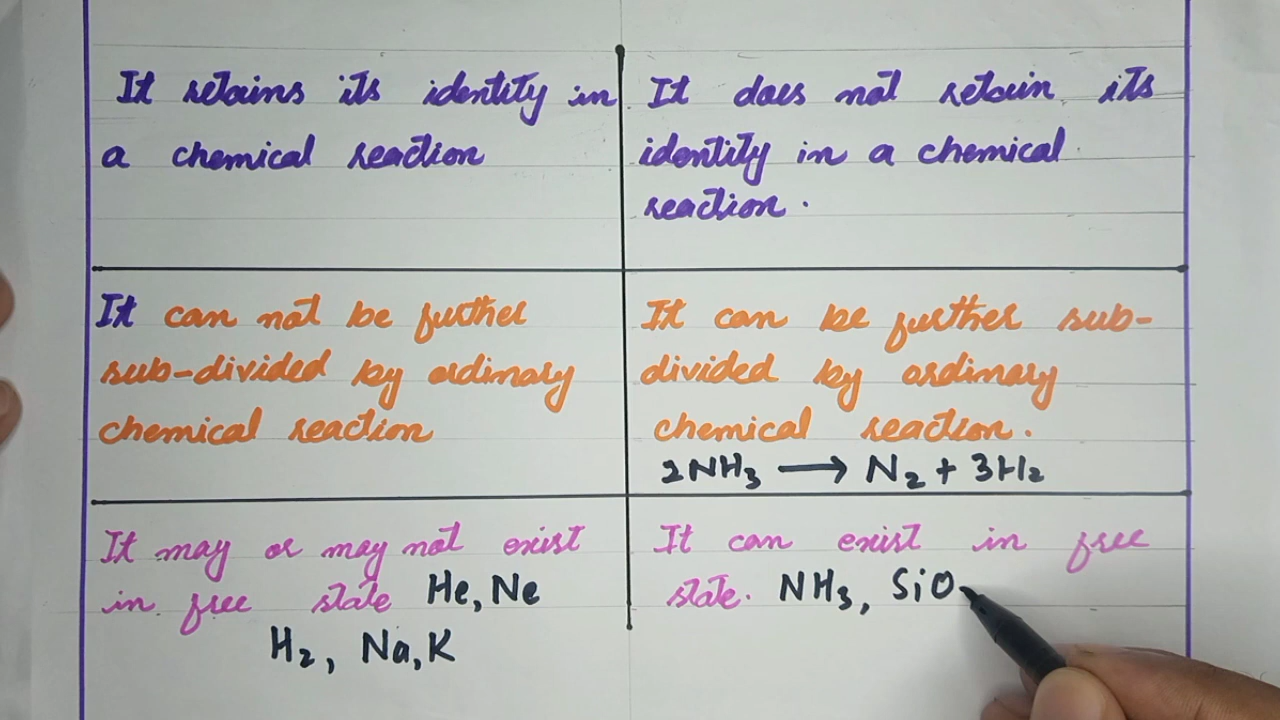 It retains its identity in
a chemical reaction
It does not retain its
identity in a chemical
reaction.
It can not be further
sub-divided by ordinary
chemical reaction
It can be further sub-
divided by ordinary
chemical reaction.
2NH₃ ⟶ N₂ + 3H₂
It may or may not exist
in free state He, Ne
H₂, Na, K
It can exist in free
state. NH₃, SiO